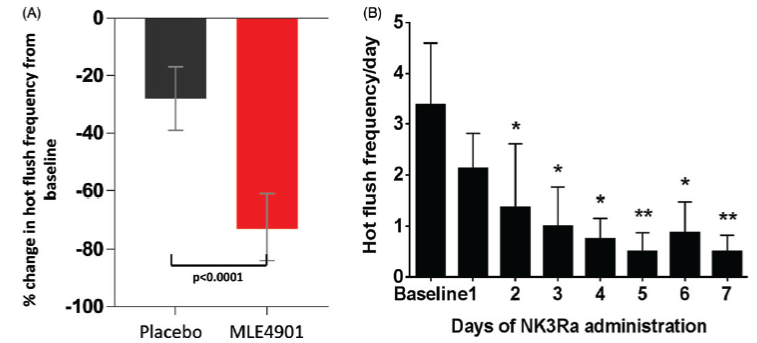 (A)
% change in hot flush frequency from
baseline
0
-20
-40
-60
-80
-100
p<0.0001
Placebo MLE4901
(B)
Hot flush frequency/day
5
4
3
2
1
0
* * * ** * **
Baseline1 2 3 4 5 6 7
Days of NK3Ra administration